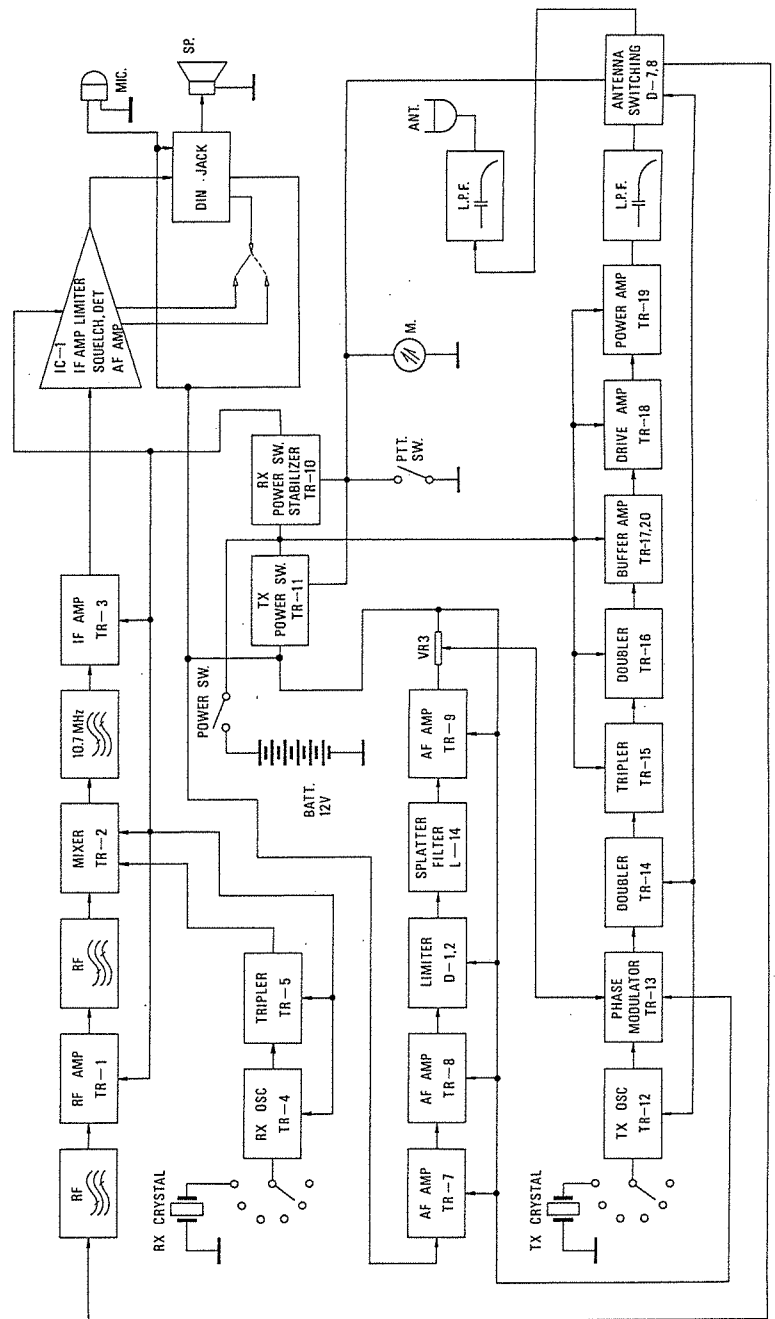 RF
RF AMP
TR-1
RF
MIXER
TR-2
10.7 MHz
IF AMP
TR-3
IC-1
IF AMP LIMITER
SQUELCH, DET
AF AMP
MIC.
DIN JACK
SP.
RX CRYSTAL
RX OSC
TR-4
TRIPLER
TR-5
POWER SW.
BATT.
12V
TX
POWER SW.
TR-11
RX
POWER SW.
STABILIZER
TR-10
PTT.
SW.
M.
ANT.
L.P.F.
AF AMP
TR-7
AF AMP
TR-8
LIMITER
D-1,2
SPLATTER
FILTER
L-14
AF AMP
TR-9
VR3
TX CRYSTAL
TX OSC
TR-12
PHASE
MODULATOR
TR-13
DOUBLER
TR-14
TRIPLER
TR-15
DOUBLER
TR-16
BUFFER AMP
TR-17,20
DRIVE AMP
TR-18
POWER AMP
TR-19
L.P.F.
ANTENNA
SWITCHING
D-7,8